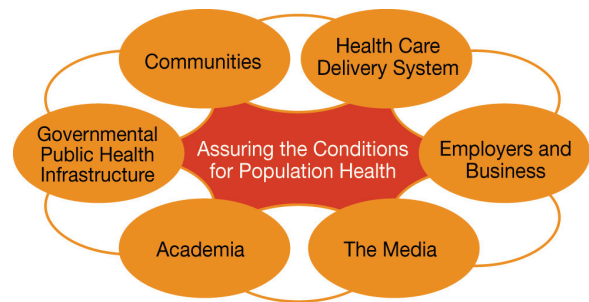 Communities
Health Care
Delivery System
Governmental
Public Health
Infrastructure
Assuring the Conditions
for Population Health
Employers and
Business
Academia
The Media